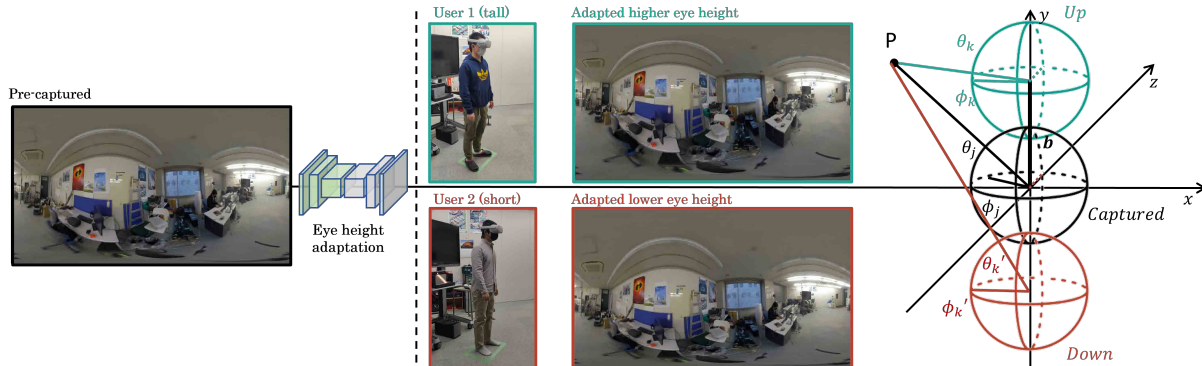 Pre-captured
Eye height
adaptation
User 1 (tall)
Adapted higher eye height
User 2 (short)
Adapted lower eye height
y
Up
P
θₖ
z
ϕₖ
θⱼ
b
x
ϕⱼ
Captured
θₖ′
ϕₖ′
Down